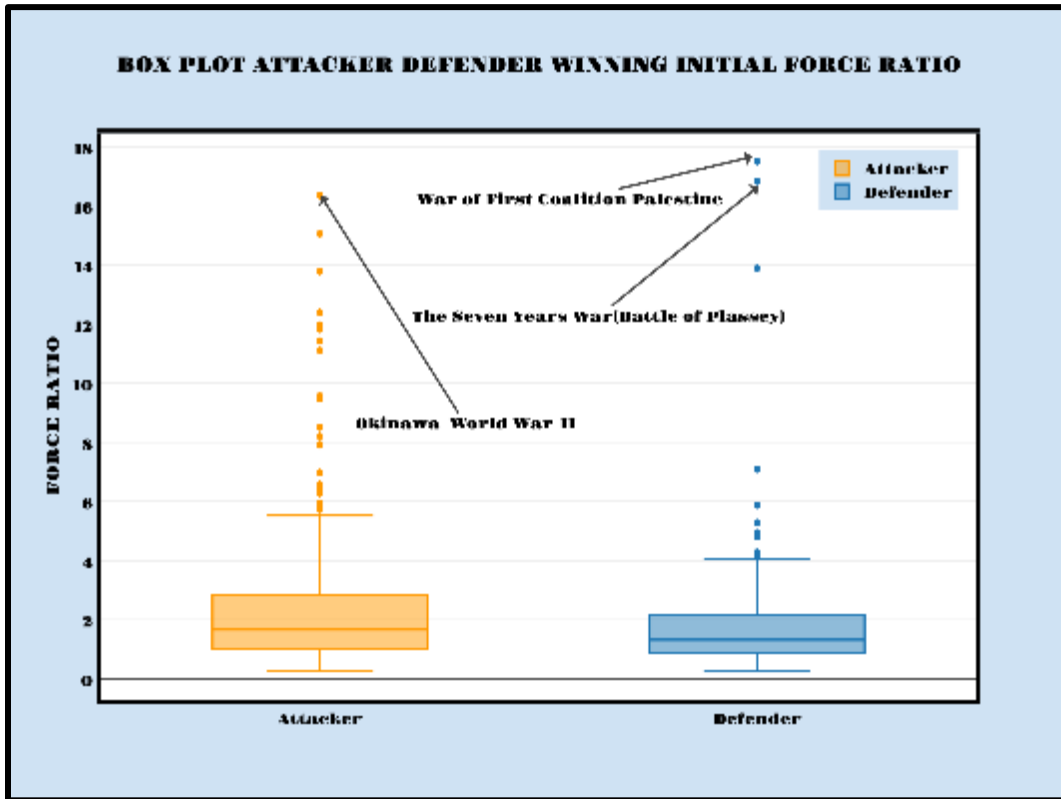 BOX PLOT ATTACKER DEFENDER WINNING INITIAL FORCE RATIO
18
16
14
12
10
8
6
4
2
0
FORCE RATIO
War of First Coalition Palestine
The Seven Years War(Battle of Plassey)
Okinawa World War II
Attacker
Defender
Attacker
Defender